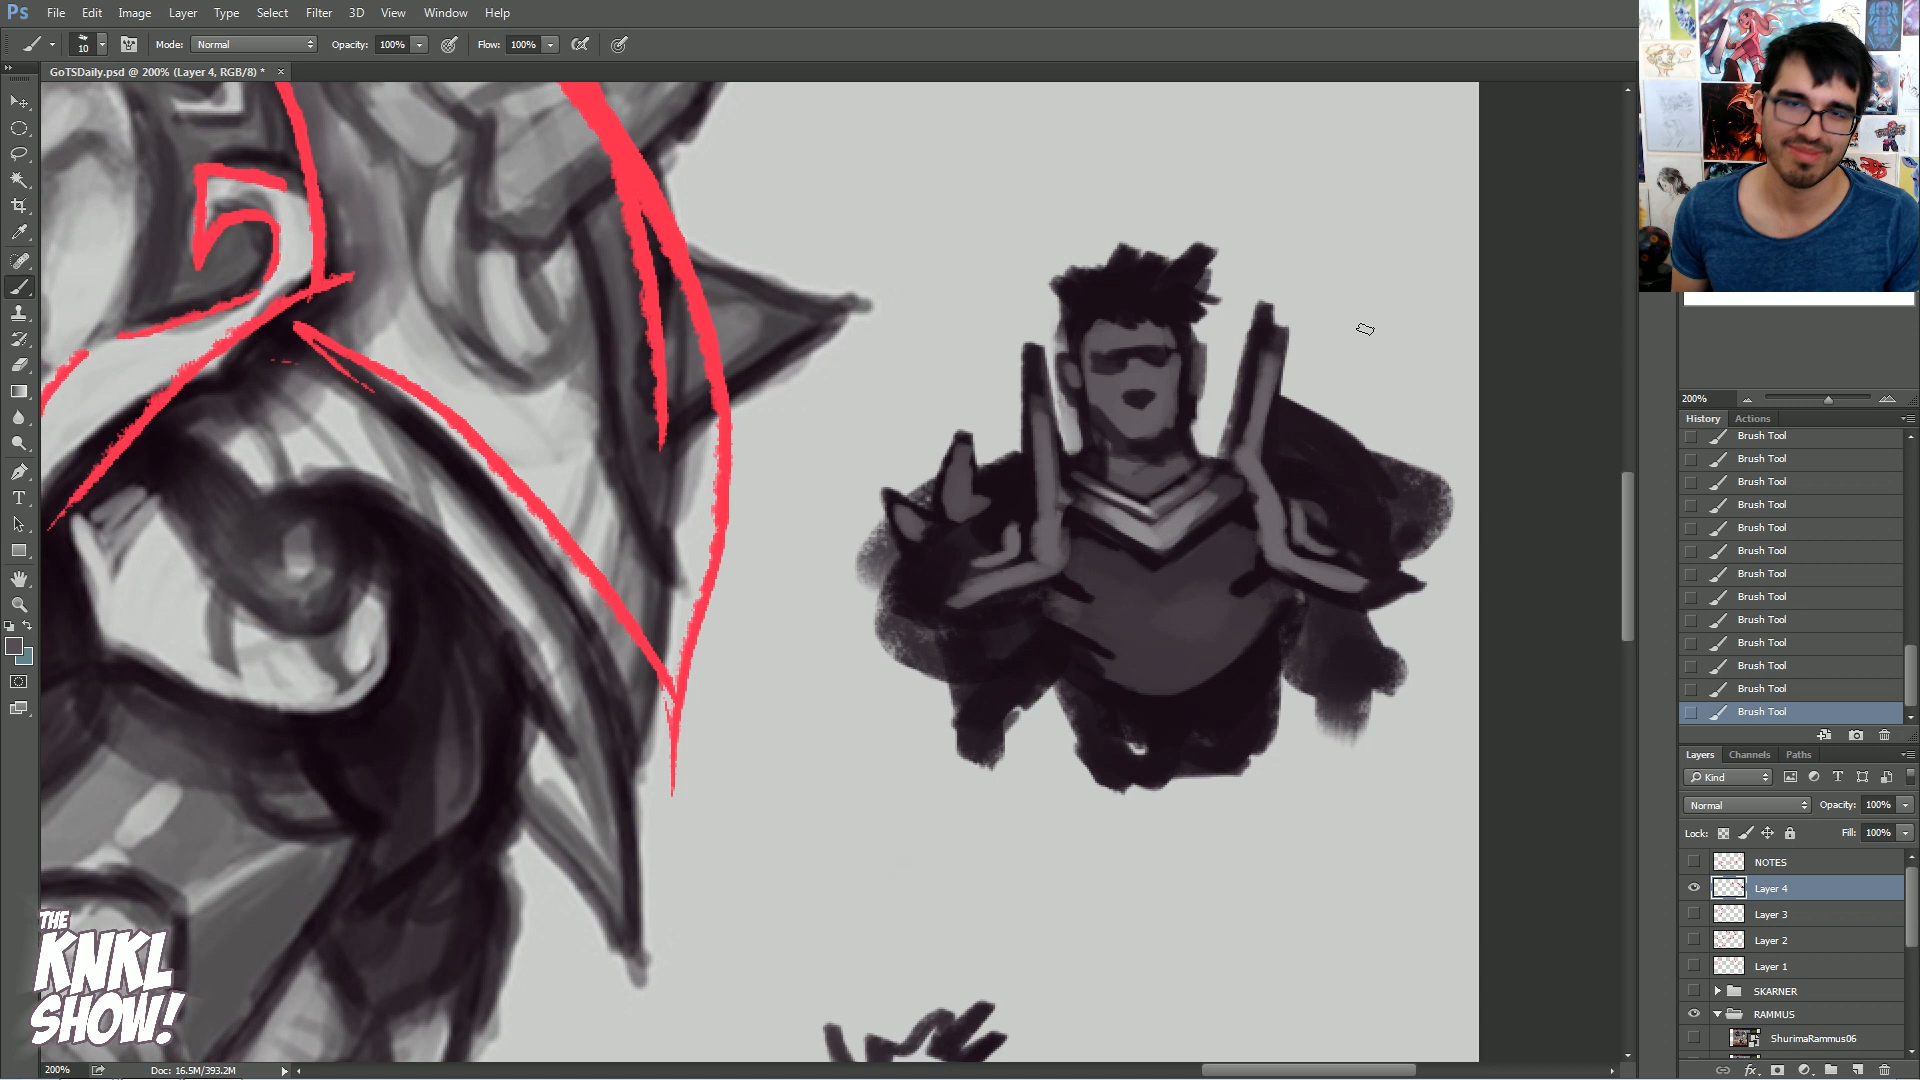 Ps File Edit Image Layer Type Select Filter 3D View Window Help
10 Mode: Normal Opacity: 100% Flow: 100%
GoTSDaily.psd @ 200% (Layer 4, RGB/8) * ×
200%
History Actions
Brush Tool
Brush Tool
Brush Tool
Brush Tool
Brush Tool
Brush Tool
Brush Tool
Brush Tool
Brush Tool
Brush Tool
Brush Tool
Brush Tool
Brush Tool
Layers Channels Paths
Kind
Normal Opacity: 100%
Lock: Fill: 100%
NOTES
Layer 4
Layer 3
Layer 2
Layer 1
SKARNER
RAMMUS
ShurimaRammus06
THE
KNKL
SHOW!
200% Doc: 16.5M/393.2M